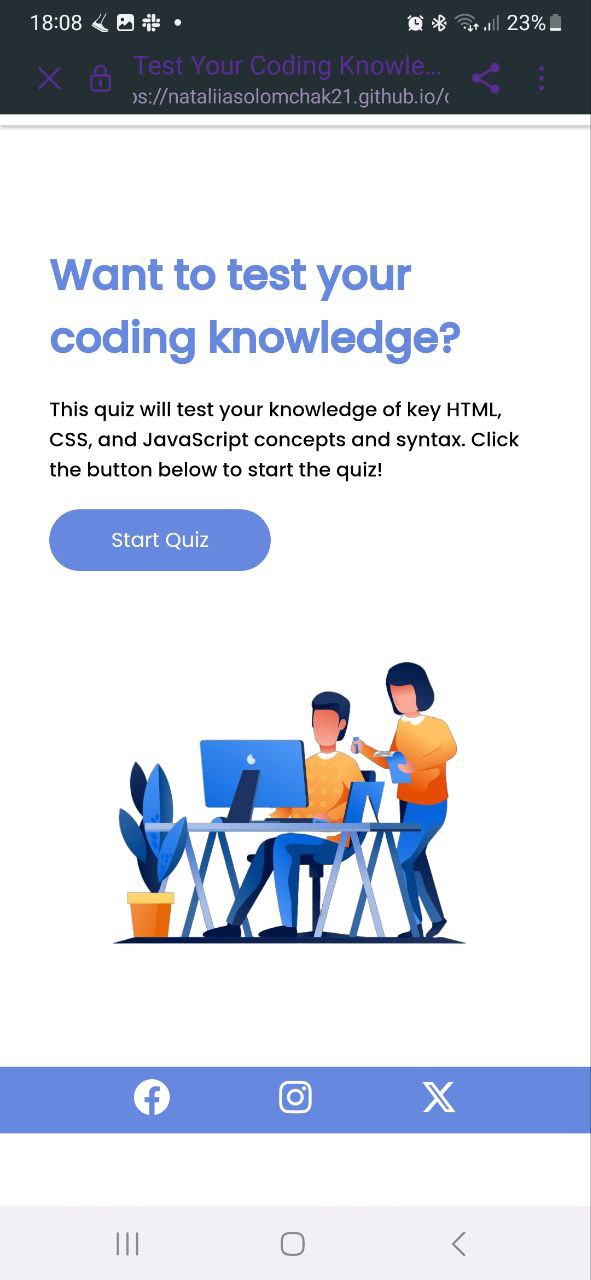 18:08
23%
Test Your Coding Knowle...
ps://nataliiasolomchak21.github.io/c
Want to test your
coding knowledge?
This quiz will test your knowledge of key HTML,
CSS, and JavaScript concepts and syntax. Click
the button below to start the quiz!
Start Quiz